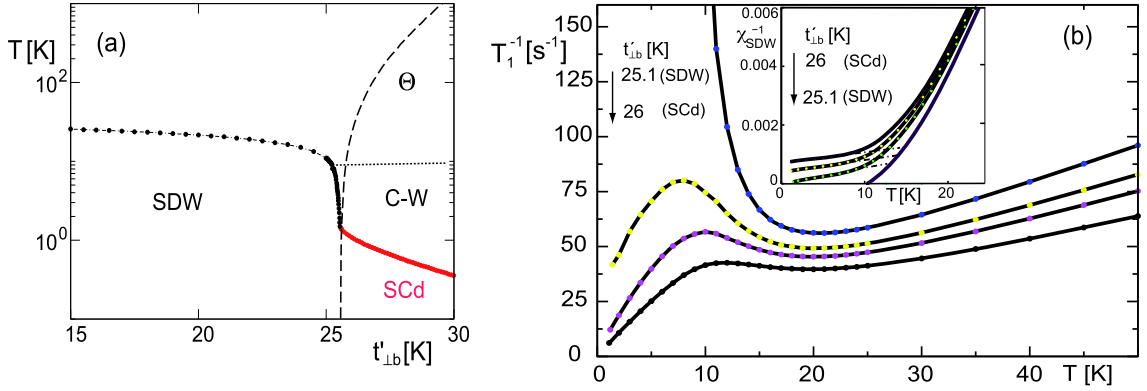 (a)
T [K]
10²
10⁰
Θ
SDW
C-W
SCd
15 20 25 30
t'⊥b [K]
(b)
T₁⁻¹ [s⁻¹]
150
125
100
75
50
25
0
t'⊥b [K]
25.1 (SDW)
26 (SCd)
0 10 20 30 40
T [K]
χSDW⁻¹
0.006
0.004
0.002
0
t'⊥b [K]
26 (SCd)
25.1 (SDW)
10 20
T [K]